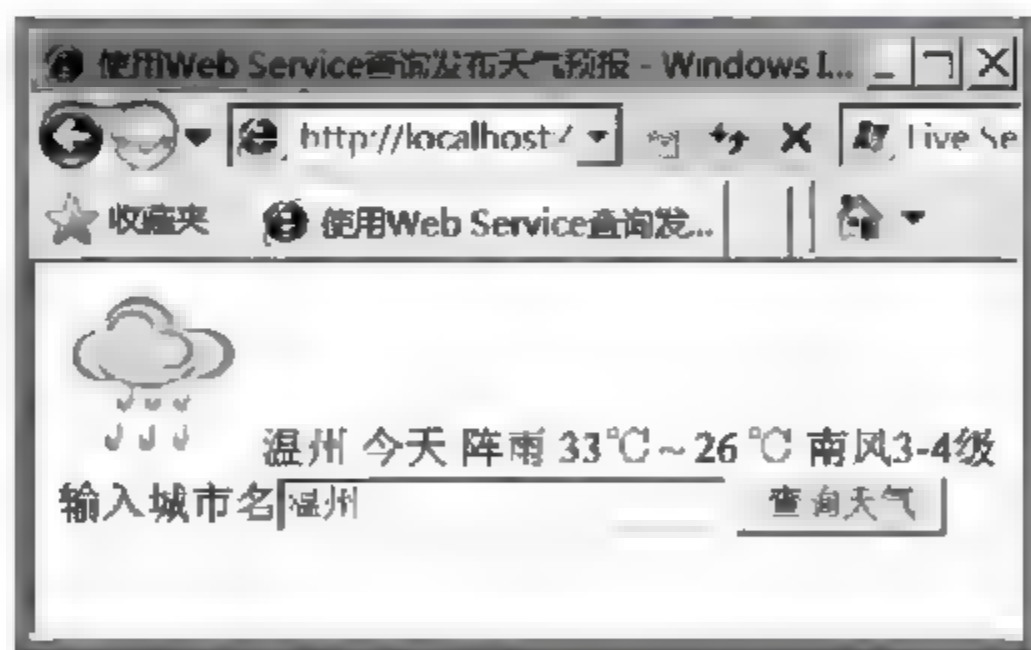 使用Web Service查询发布天气预报 - Windows I...
http://localhost/ Live Se
收藏夹 使用Web Service查询发...
温州 今天 阵雨 33℃~26℃ 南风3-4级
输入城市名 温州 查询天气